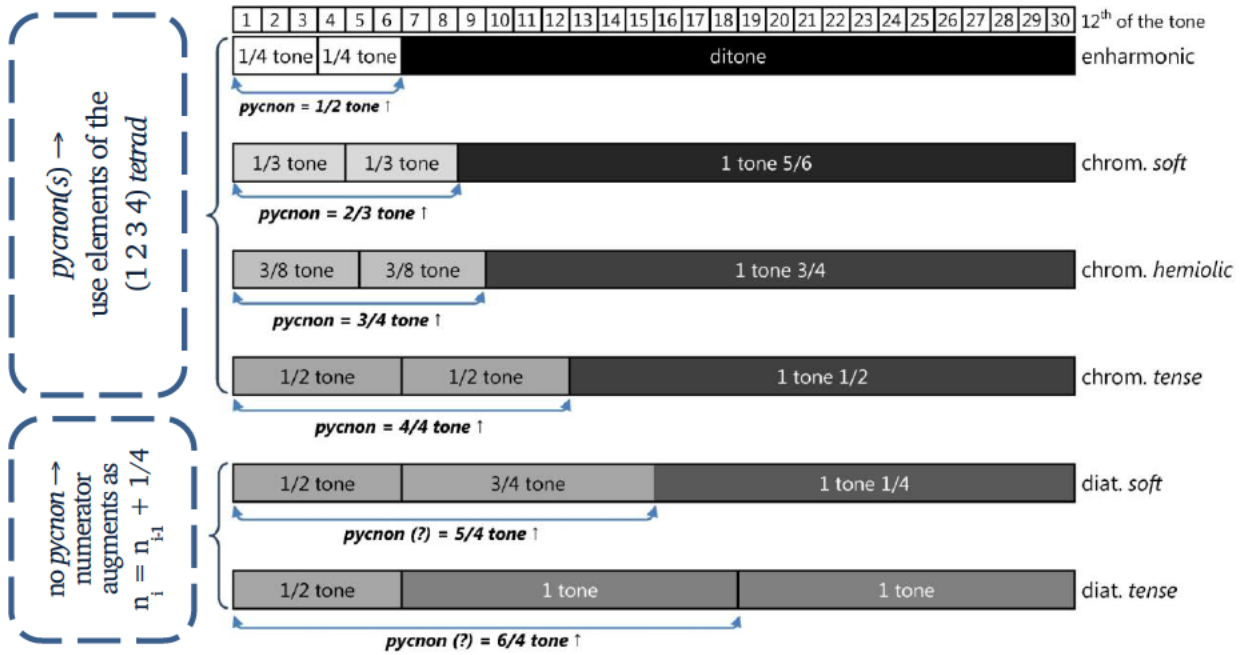 1 2 3 4 5 6 7 8 9 10 11 12 13 14 15 16 17 18 19 20 21 22 23 24 25 26 27 28 29 30 12th of the tone
1/4 tone 1/4 tone ditone enharmonic
pycnon = 1/2 tone ↑
1/3 tone 1/3 tone 1 tone 5/6 chrom. soft
pycnon = 2/3 tone ↑
3/8 tone 3/8 tone 1 tone 3/4 chrom. hemiolic
pycnon = 3/4 tone ↑
1/2 tone 1/2 tone 1 tone 1/2 chrom. tense
pycnon = 4/4 tone ↑
1/2 tone 3/4 tone 1 tone 1/4 diat. soft
pycnon (?) = 5/4 tone ↑
1/2 tone 1 tone 1 tone diat. tense
pycnon (?) = 6/4 tone ↑
pycnon(s) →
use elements of the
(1 2 3 4) tetrad
no pycnon →
numerator
augments as
n_i = n_i-1 + 1/4